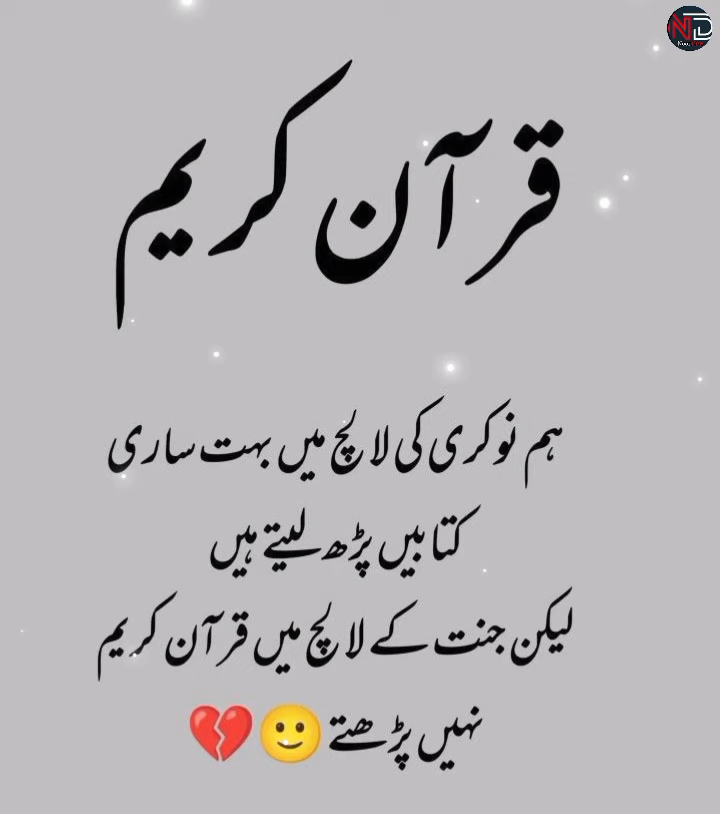 قرآن کریم
ہم نوکری کی لالچ میں بہت ساری
کتابیں پڑھ لیتے ہیں
لیکن جنت کے لالچ میں قرآن کریم
نہیں پڑھتے🙂💔